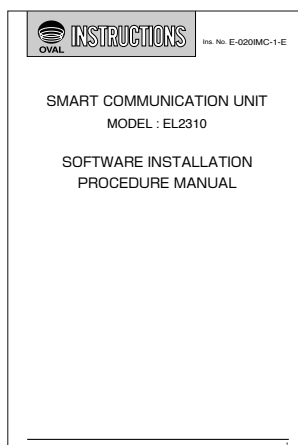 OVAL
INSTRUCTIONS
Ins. No. E-020IMC-1-E
SMART COMMUNICATION UNIT
MODEL : EL2310
SOFTWARE INSTALLATION
PROCEDURE MANUAL